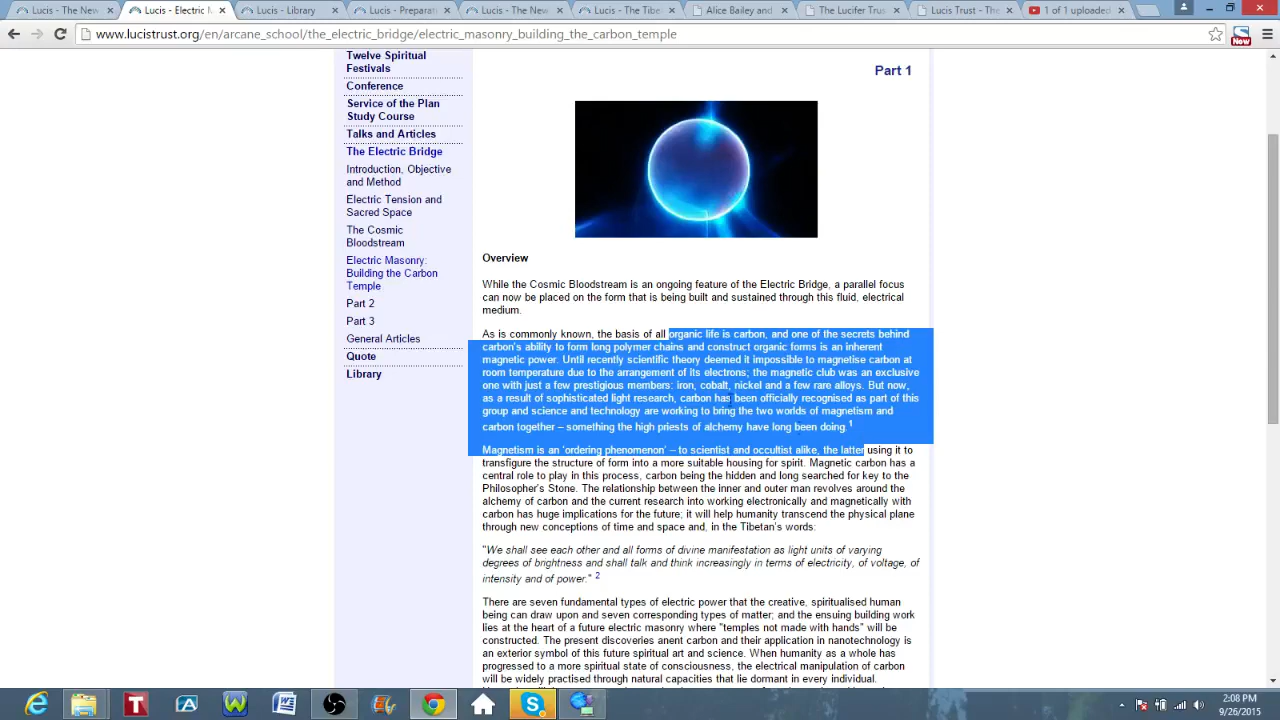 Lucis - The New
Lucis - Electric M
Lucis - Library
Lucis - Preparat
Lucis - The New
Lucis - The Tibe
Alice Bailey and
The Lucifer Trus
Lucis Trust - The
1 of 1 uploaded
www.lucistrust.org/en/arcane_school/the_electric_bridge/electric_masonry_building_the_carbon_temple
New
Twelve Spiritual
Festivals
Conference
Service of the Plan
Study Course
Talks and Articles
The Electric Bridge
Introduction, Objective
and Method
Electric Tension and
Sacred Space
The Cosmic
Bloodstream
Electric Masonry:
Building the Carbon
Temple
Part 2
Part 3
General Articles
Quote
Library
Part 1
Overview
While the Cosmic Bloodstream is an ongoing feature of the Electric Bridge, a parallel focus
can now be placed on the form that is being built and sustained through this fluid, electrical
medium.
As is commonly known, the basis of all organic life is carbon, and one of the secrets behind
carbon's ability to form long polymer chains and construct organic forms is an inherent
magnetic power. Until recently scientific theory deemed it impossible to magnetise carbon at
room temperature due to the arrangement of its electrons; the magnetic club was an exclusive
one with just a few prestigious members: iron, cobalt, nickel and a few rare alloys. But now,
as a result of sophisticated light research, carbon has been officially recognised as part of this
group and science and technology are working to bring the two worlds of magnetism and
carbon together – something the high priests of alchemy have long been doing.1
Magnetism is an ‘ordering phenomenon’ – to scientist and occultist alike, the latter using it to
transfigure the structure of form into a more suitable housing for spirit. Magnetic carbon has a
central role to play in this process, carbon being the hidden and long searched for key to the
Philosopher's Stone. The relationship between the inner and outer man revolves around the
alchemy of carbon and the current research into working electronically and magnetically with
carbon has huge implications for the future; it will help humanity transcend the physical plane
through new conceptions of time and space and, in the Tibetan's words:
"We shall see each other and all forms of divine manifestation as light units of varying
degrees of brightness and shall talk and think increasingly in terms of electricity, of voltage, of
intensity and of power." 2
There are seven fundamental types of electric power that the creative, spiritualised human
being can draw upon and seven corresponding types of matter; and the ensuing building work
lies at the heart of a future electric masonry where "temples not made with hands" will be
constructed. The present discoveries anent carbon and their application in nanotechnology is
an exterior symbol of this future spiritual art and science. When humanity as a whole has
progressed to a more spiritual state of consciousness, the electrical manipulation of carbon
will be widely practised through natural capacities that lie dormant in every individual.
2:08 PM
9/26/2015